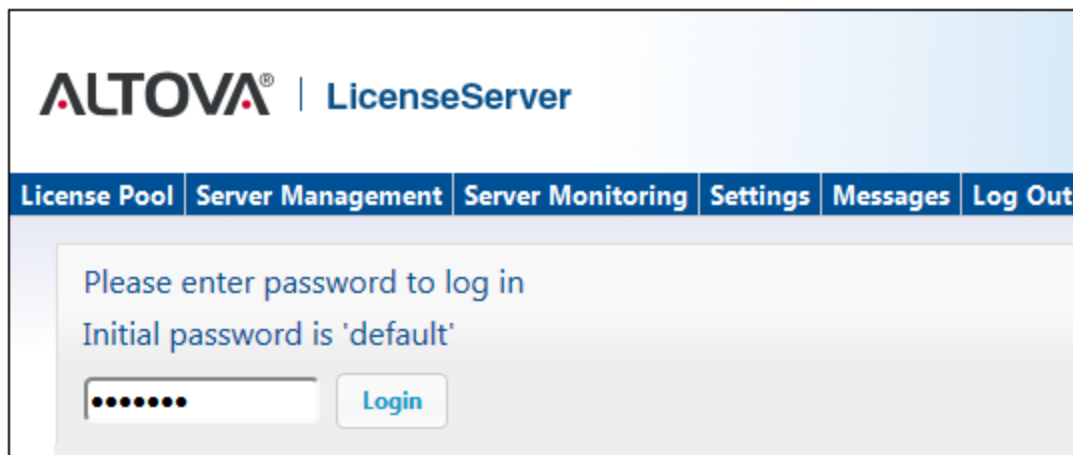 ALTOVA® | LicenseServer
License Pool Server Management Server Monitoring Settings Messages Log Out
Please enter password to log in
Initial password is 'default'
•••••••
Login